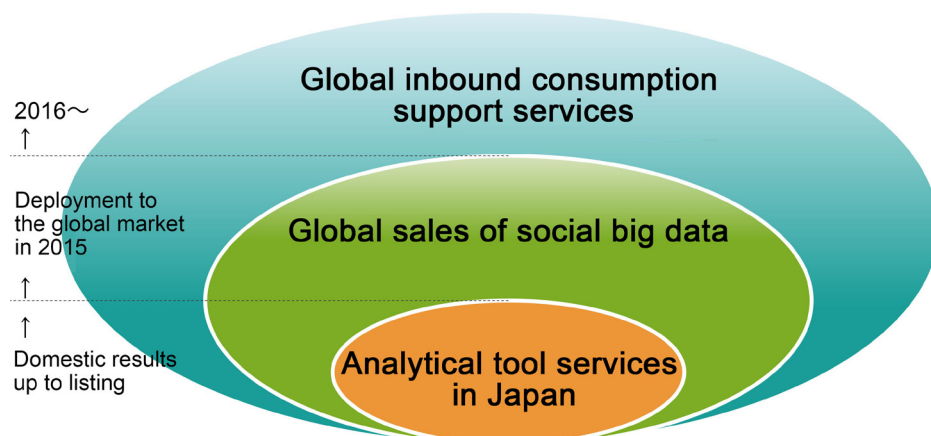 Global inbound consumption
support services
2016～
↑
Deployment to
the global market
in 2015
Global sales of social big data
↑
↑
Domestic results
up to listing
Analytical tool services
in Japan